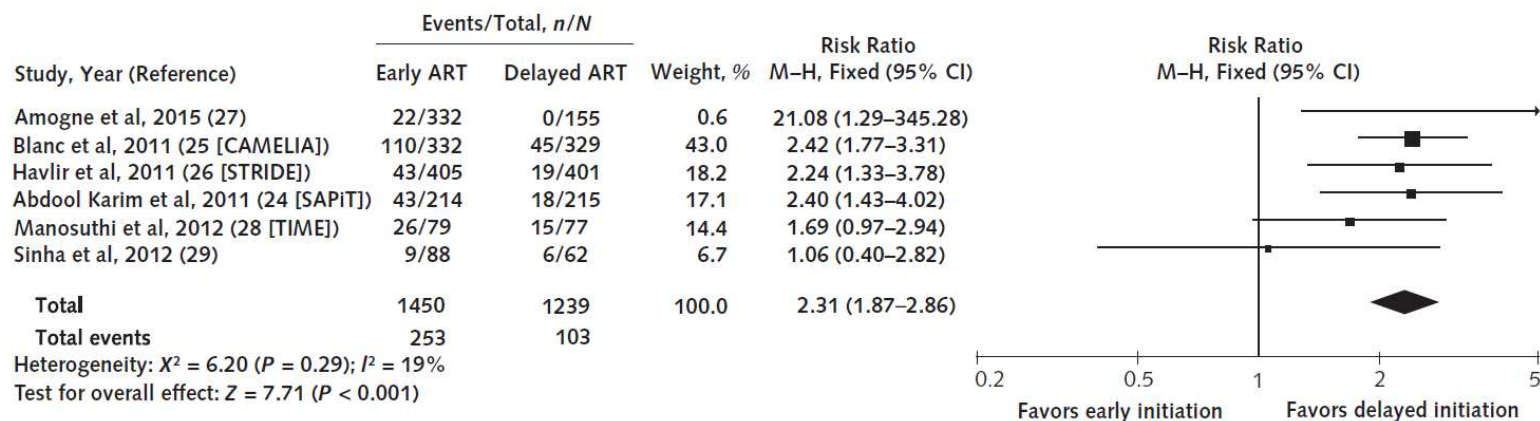 Events/Total, n/N
Risk Ratio Risk Ratio
Study, Year (Reference) Early ART Delayed ART Weight, % M–H, Fixed (95% CI) M–H, Fixed (95% CI)
Amogne et al, 2015 (27) 22/332 0/155 0.6 21.08 (1.29–345.28)
Blanc et al, 2011 (25 [CAMELIA]) 110/332 45/329 43.0 2.42 (1.77–3.31)
Havlir et al, 2011 (26 [STRIDE]) 43/405 19/401 18.2 2.24 (1.33–3.78)
Abdool Karim et al, 2011 (24 [SAPiT]) 43/214 18/215 17.1 2.40 (1.43–4.02)
Manosuthi et al, 2012 (28 [TIME]) 26/79 15/77 14.4 1.69 (0.97–2.94)
Sinha et al, 2012 (29) 9/88 6/62 6.7 1.06 (0.40–2.82)
Total 1450 1239 100.0 2.31 (1.87–2.86)
Total events 253 103
Heterogeneity: X² = 6.20 (P = 0.29); I² = 19%
Test for overall effect: Z = 7.71 (P < 0.001)
0.2 0.5 1 2 5
Favors early initiation Favors delayed initiation